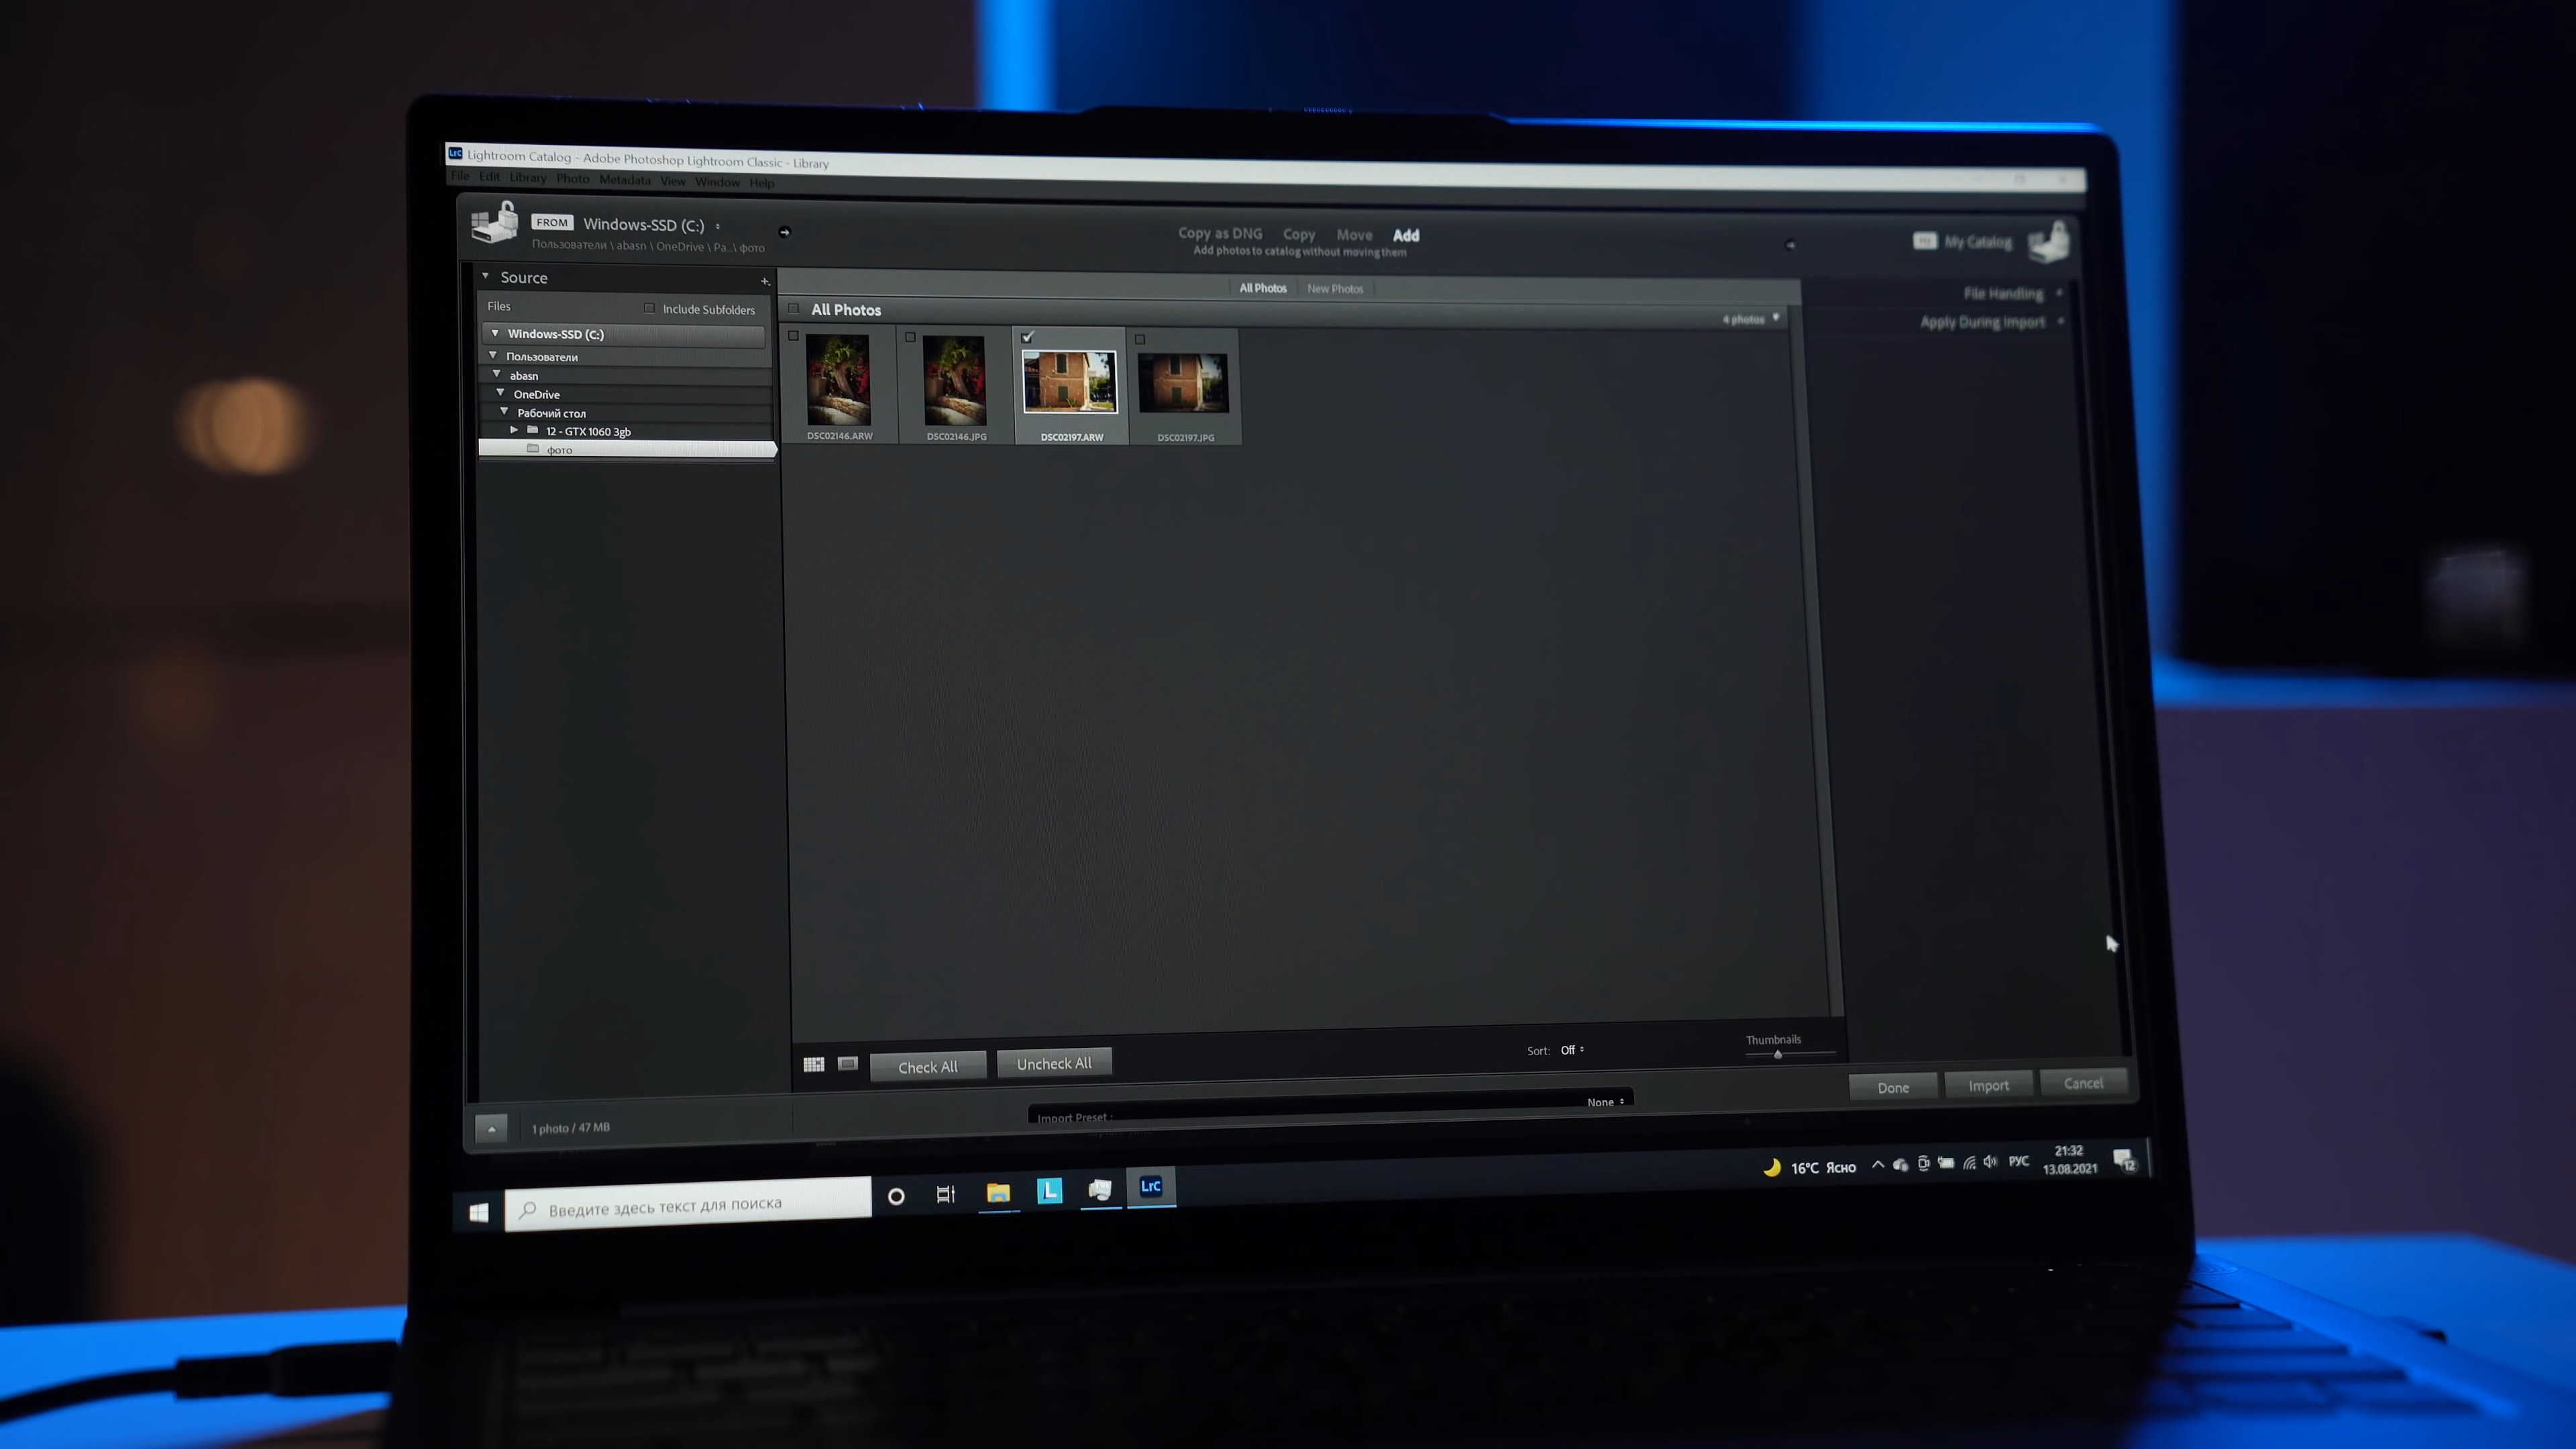 LrC Lightroom Catalog - Adobe Photoshop Lightroom Classic - Library
File Edit Library Photo Metadata View Window Help
FROM Windows-SSD (C:)
Пользователи \ abasn \ OneDrive \ Pa...\ фото
Copy as DNG Copy Move Add
Add photos to catalog without moving them
My Catalog
Source
Files Include Subfolders
Windows-SSD (C:)
Пользователи
abasn
OneDrive
Рабочий стол
12 - GTX 1060 3gb
фото
All Photos New Photos
All Photos
4 photos
DSC02146.ARW DSC02146.JPG DSC02197.ARW DSC02197.JPG
File Handling
Apply During Import
Check All Uncheck All
Sort: Off
Thumbnails
1 photo / 47 MB
Import Preset :
None
Done Import Cancel
Введите здесь текст для поиска
L
LrC
16°C Ясно
РУС
21:32
13.08.2021
12